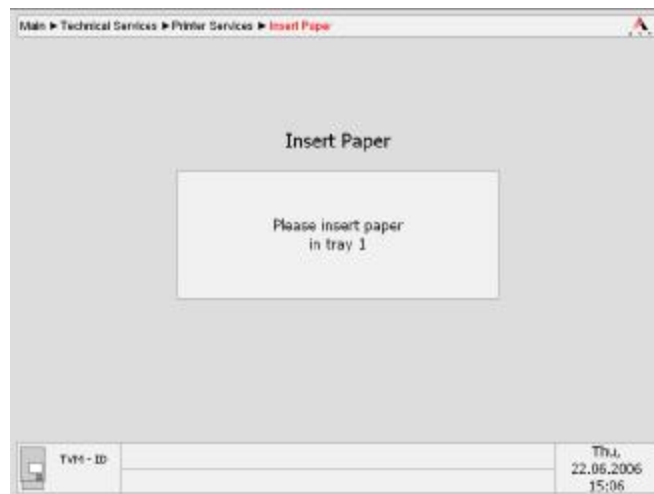 Main ► Technical Services ► Printer Services ► Insert Paper
Insert Paper
Please insert paper
in tray 1
TVM - ID
Thu,
22.06.2006
15:06